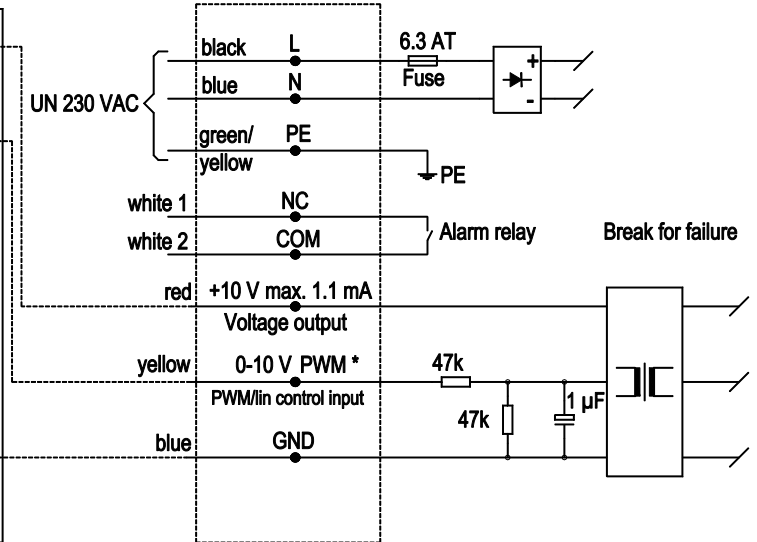 black L 6.3 AT
Fuse
blue N
+
-
UN 230 VAC
green/ PE
yellow
PE
white 1 NC
Alarm relay
Break for failure
white 2 COM
red +10 V max. 1.1 mA
Voltage output
yellow 0-10 V PWM *
47k
PWM/lin control input
47k
1 µF
blue GND